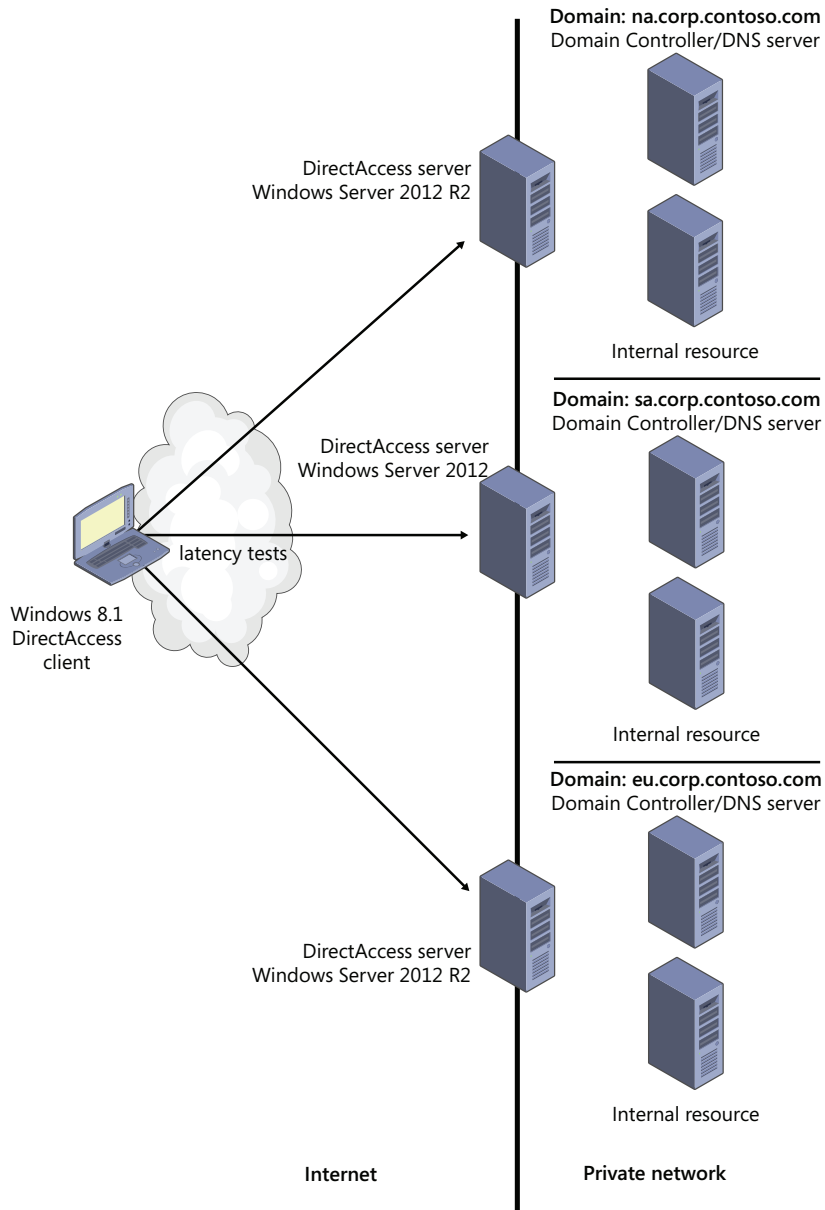 Domain: na.corp.contoso.com
Domain Controller/DNS server
DirectAccess server
Windows Server 2012 R2
Internal resource
Domain: sa.corp.contoso.com
Domain Controller/DNS server
DirectAccess server
Windows Server 2012
latency tests
Windows 8.1
DirectAccess
client
Internal resource
Domain: eu.corp.contoso.com
Domain Controller/DNS server
DirectAccess server
Windows Server 2012 R2
Internal resource
Internet
Private network